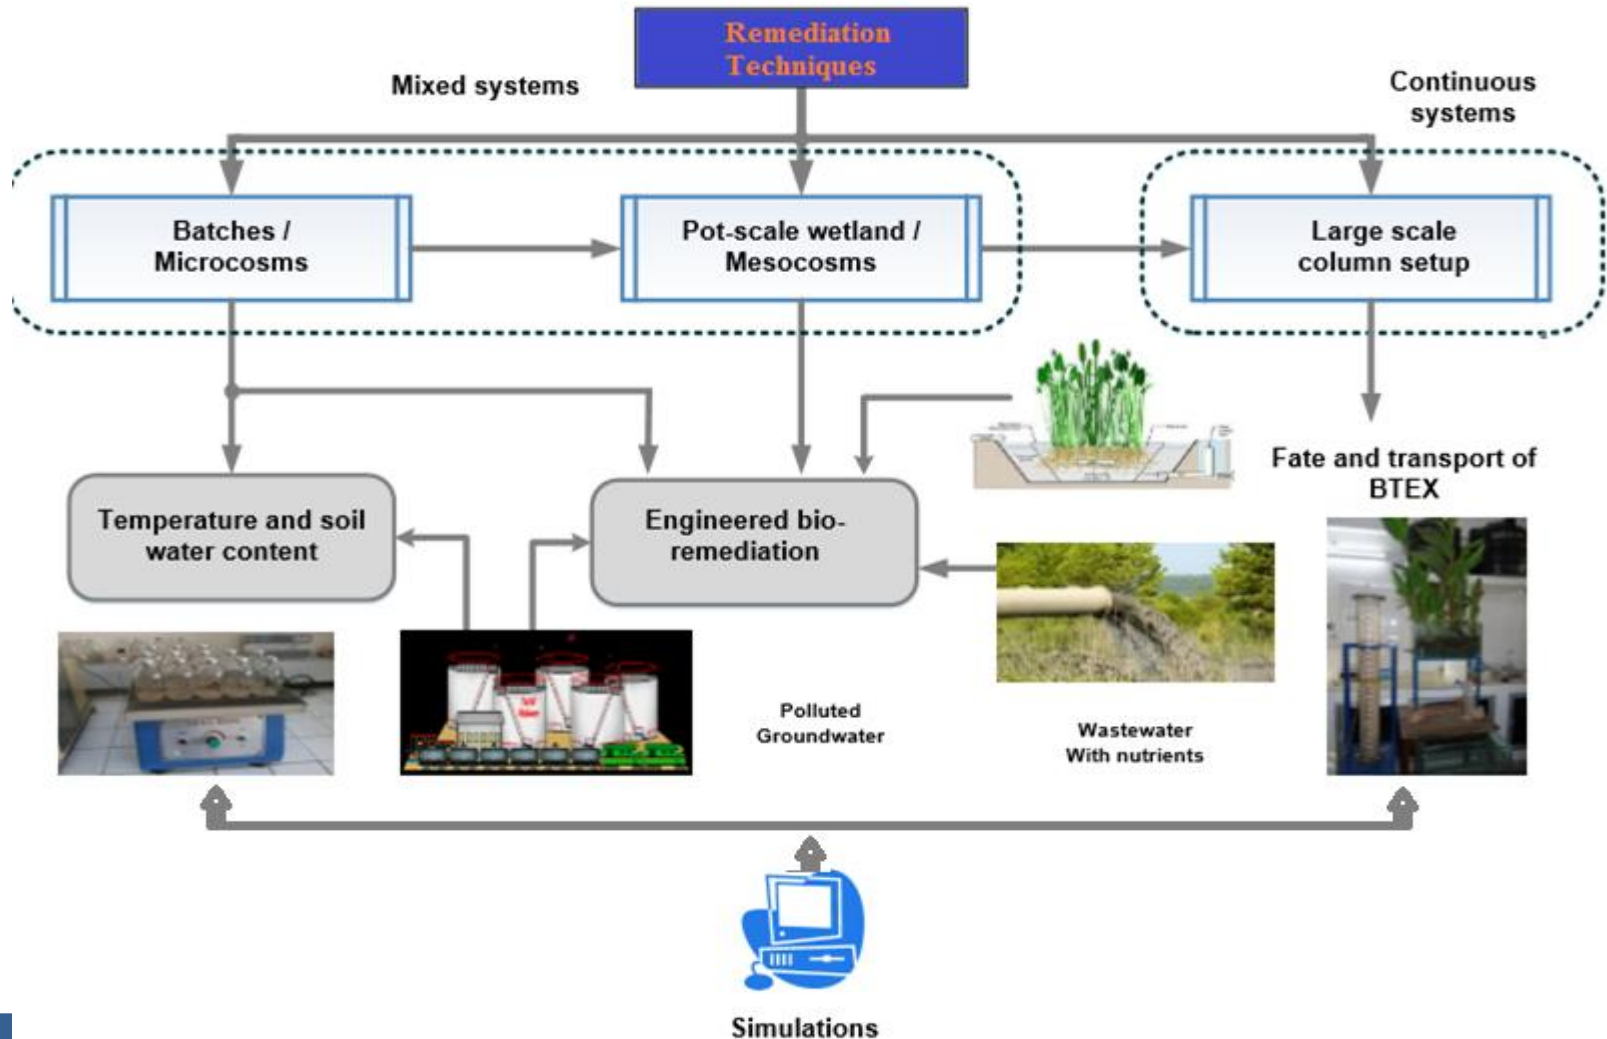 Remediation
Techniques
Mixed systems
Continuous
systems
Batches /
Microcosms
Pot-scale wetland /
Mesocosms
Large scale
column setup
Temperature and soil
water content
Engineered bio-
remediation
Fate and transport of
BTEX
Polluted
Groundwater
Wastewater
With nutrients
Simulations